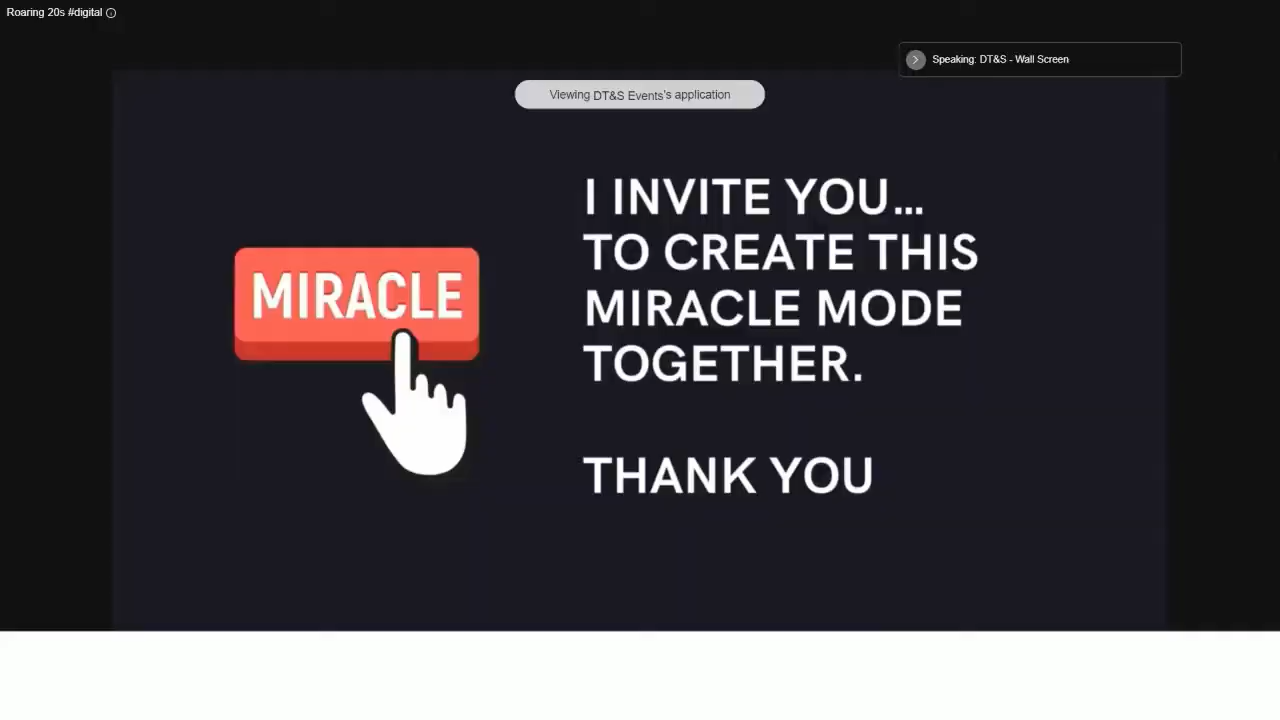 Roaring 20s #digital
Speaking: DT&S - Wall Screen
Viewing DT&S Events's application
I INVITE YOU...
TO CREATE THIS
MIRACLE
MIRACLE MODE
TOGETHER.
THANK YOU